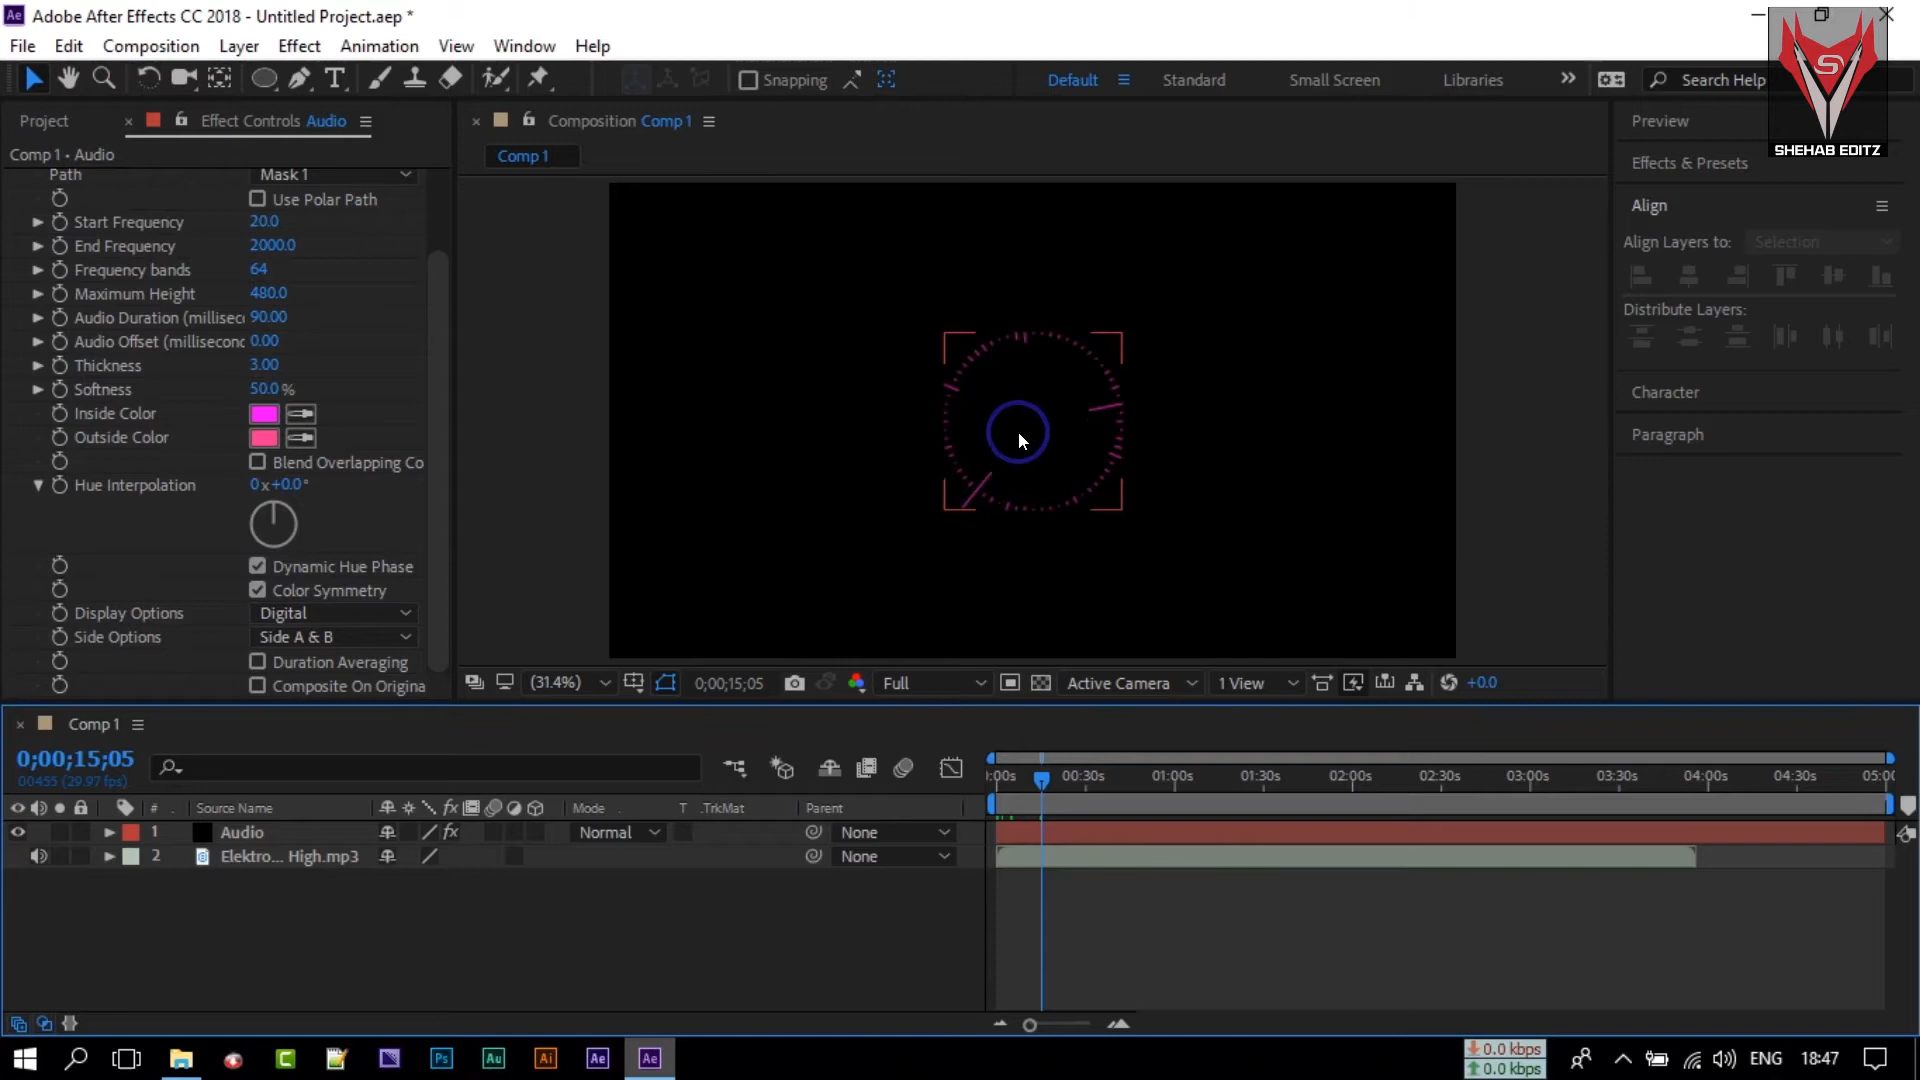 Adobe After Effects CC 2018 - Untitled Project.aep *
File Edit Composition Layer Effect Animation View Window Help
Snapping
Default Standard Small Screen Libraries Search Help
SHEHAB EDITZ
Project
Effect Controls Audio
Composition Comp 1
Preview
Comp 1 • Audio
Comp 1
Effects & Presets
Path Mask 1
Use Polar Path
Start Frequency 20.0
End Frequency 2000.0
Frequency bands 64
Maximum Height 480.0
Audio Duration (millisec 90.00
Audio Offset (millisecond 0.00
Thickness 3.00
Softness 50.0 %
Inside Color
Outside Color
Blend Overlapping Co
Hue Interpolation 0 x +0.0 °
Dynamic Hue Phase
Color Symmetry
Display Options Digital
Side Options Side A & B
Duration Averaging
Composite On Origina
Align
Align Layers to: Selection
Distribute Layers:
Character
Paragraph
(31.4%) 0;00;15;05 Full Active Camera 1 View +0.0
Comp 1
0;00;15;05
00455 (29.97 fps)
:00s 00:30s 01:00s 01:30s 02:00s 02:30s 03:00s 03:30s 04:00s 04:30s 05:00
# Source Name fx Mode T .TrkMat Parent
1 Audio fx Normal None
2 Elektro... High.mp3 None
Ps Au Ai Ae Ae
0.0 kbps
0.0 kbps
ENG 18:47